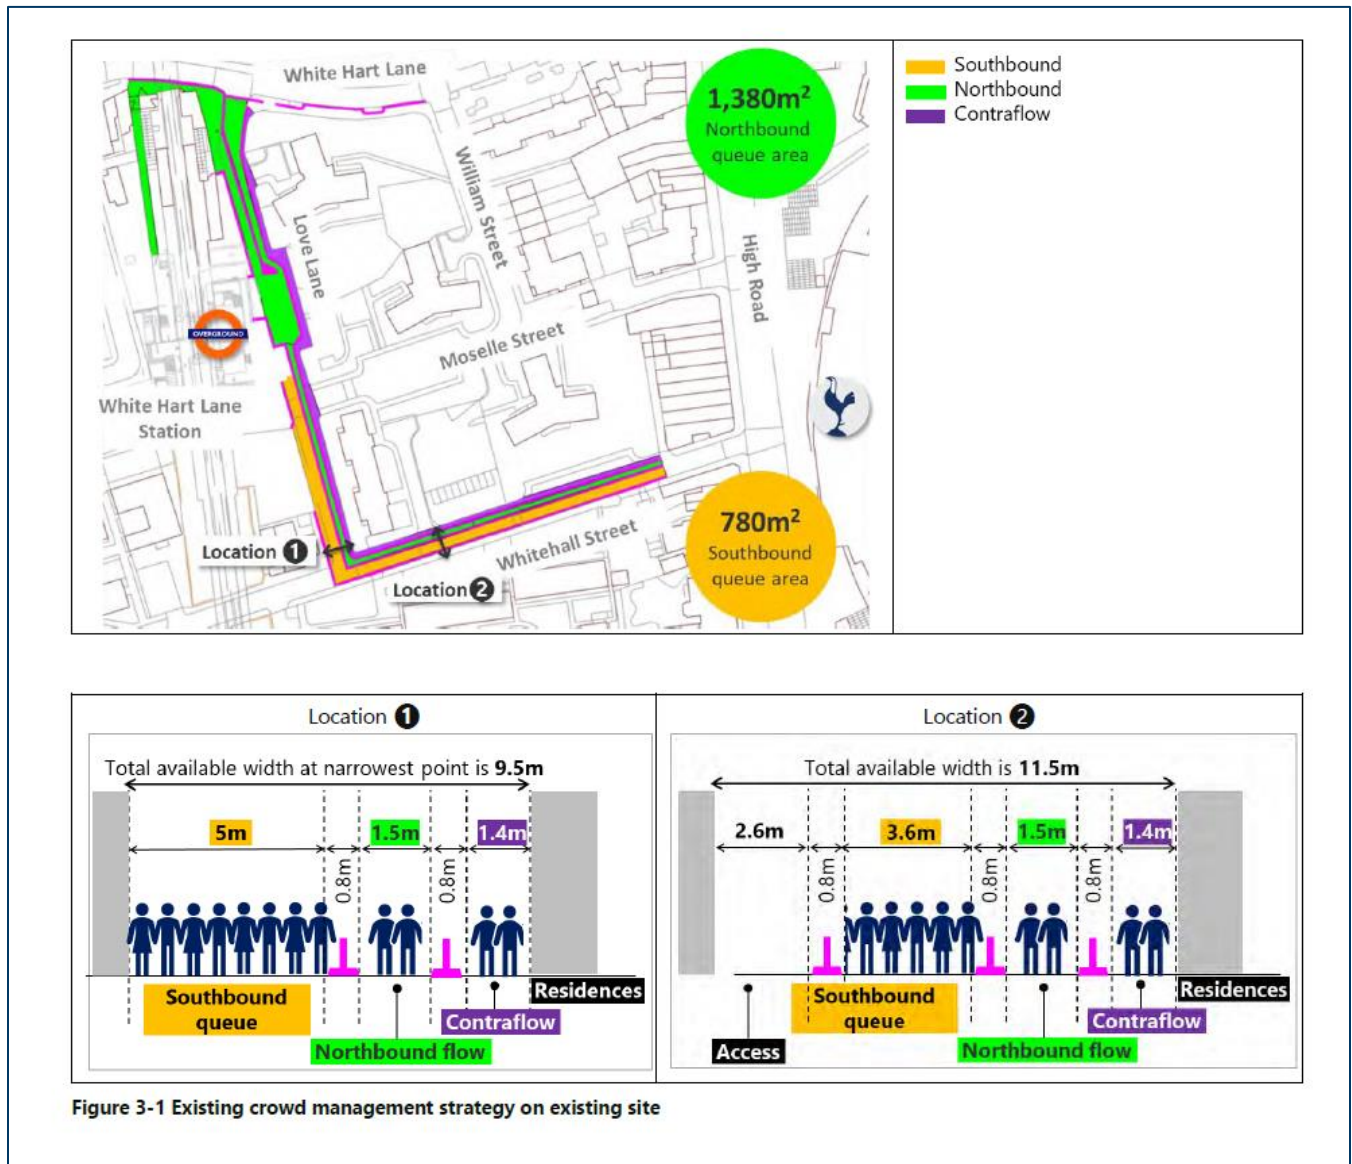 White Hart Lane
1,380m²
Northbound
queue area
Southbound
Northbound
Contraflow
William Street
Love Lane
High Road
OVERGROUND
Moselle Street
White Hart Lane
Station
Location 1
Location 2
Whitehall Street
780m²
Southbound
queue area
Location 1
Total available width at narrowest point is 9.5m
5m
0.8m
1.5m
0.8m
1.4m
Southbound
queue
Northbound flow
Contraflow
Residences
Location 2
Total available width is 11.5m
2.6m
0.8m
3.6m
0.8m
1.5m
0.8m
1.4m
Access
Southbound
queue
Northbound flow
Contraflow
Residences
Figure 3-1 Existing crowd management strategy on existing site